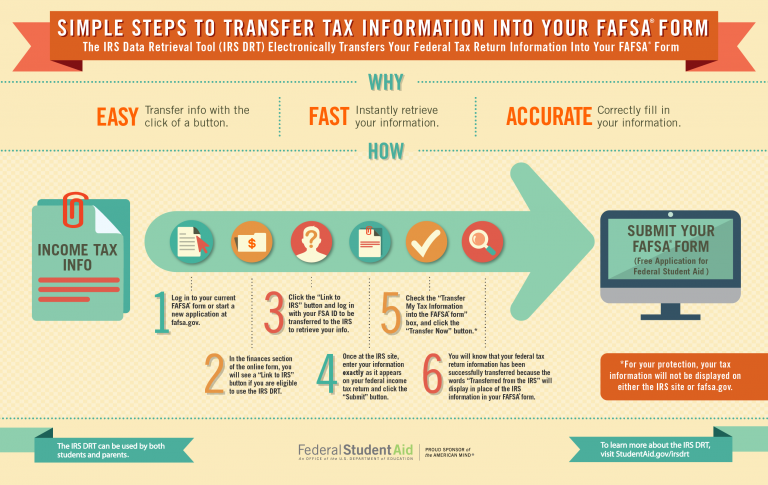 SIMPLE STEPS TO TRANSFER TAX INFORMATION INTO YOUR FAFSA® FORM
The IRS Data Retrieval Tool (IRS DRT) Electronically Transfers Your Federal Tax Return Information Into Your FAFSA® Form
WHY
EASY
Transfer info with the
click of a button.
FAST
Instantly retrieve
your information.
ACCURATE
Correctly fill in
your information.
HOW
INCOME TAX
INFO
$
?
1
Log in to your current
FAFSA® form or start a
new application at
fafsa.gov.
2
In the finances section
of the online form, you
will see a “Link to IRS”
button if you are eligible
to use the IRS DRT.
3
Click the “Link to
IRS” button and log in
with your FSA ID to be
transferred to the IRS
to retrieve your info.
4
Once at the IRS site,
enter your information
exactly as it appears
on your federal income
tax return and click the
“Submit” button.
5
Check the “Transfer
My Tax Information
into the FAFSA® form”
box, and click the
“Transfer Now” button.*
6
You will know that your federal tax
return information has been
successfully transferred because the
words “Transferred from the IRS” will
display in place of the IRS
information in your FAFSA® form.
SUBMIT YOUR
FAFSA® FORM
(Free Application for
Federal Student Aid )
*For your protection, your tax
information will not be displayed on
either the IRS site or fafsa.gov.
The IRS DRT can be used by both
students and parents.
Federal Student Aid
An OFFICE of the U.S. DEPARTMENT of EDUCATION
PROUD SPONSOR of
the AMERICAN MIND®
To learn more about the IRS DRT,
visit StudentAid.gov/irsdrt